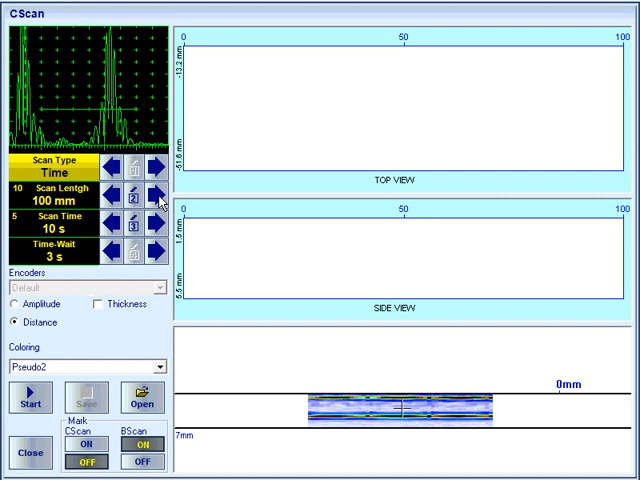 CScan
Scan Type
Time
10 Scan Lentgh
100 mm
2
5 Scan Time
10 s
3
Time-Wait
3 s
Encoders
Default
Amplitude
Thickness
Distance
Coloring
Pseudo2
Start
Save
Open
Mark
CScan
BScan
ON
ON
OFF
OFF
Close
0 50 100
-13.2 mm
-51.6 mm
TOP VIEW
0 50 100
1.5 mm
5.5 mm
SIDE VIEW
0mm
7mm